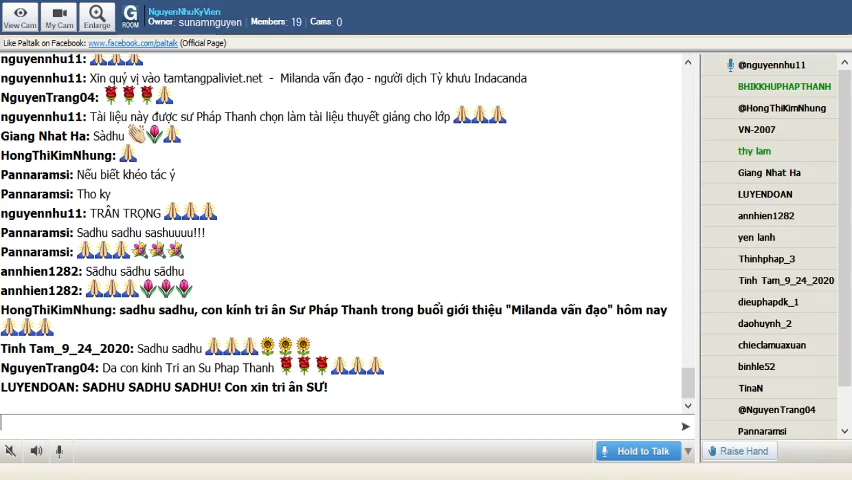 View Cam
My Cam
Enlarge
G
ROOM
NguyenNhuKyVien
Owner: sunamnguyen Members: 19 Cams: 0
Like Paltalk on Facebook: www.facebook.com/paltalk (Official Page)
nguyennhu11:
nguyennhu11: Xin quý vị vào tamtangpaliviet.net - Milanda vấn đạo - người dịch Tỳ khưu Indacanda
NguyenTrang04:
nguyennhu11: Tài liệu này được sư Pháp Thanh chọn làm tài liệu thuyết giảng cho lớp
Giang Nhat Ha: Sàdhu
HongThiKimNhung:
Pannaramsi: Nếu biết khéo tác ý
Pannaramsi: Tho ky
nguyennhu11: TRÂN TRỌNG
Pannaramsi: Sadhu sadhu sashuuuu!!!
Pannaramsi:
annhien1282: Sādhu sādhu sādhu
annhien1282:
HongThiKimNhung: sadhu sadhu, con kính tri ân Sư Pháp Thanh trong buổi giới thiệu "Milanda vấn đạo" hôm nay
Tinh Tam_9_24_2020: Sadhu sadhu
NguyenTrang04: Da con kinh Tri an Su Phap Thanh
LUYENDOAN: SADHU SADHU SADHU! Con xin tri ân SƯ!
@nguyennhu11
BHIKKHUPHAPTHANH
@HongThiKimNhung
VN-2007
thy lam
Giang Nhat Ha
LUYENDOAN
annhien1282
yen lanh
Thinhphap_3
Tinh Tam_9_24_2020
dieuphapdk_1
daohuynh_2
chieclamuaxuan
binhle52
TinaN
@NguyenTrang04
Pannaramsi
Hold to Talk
Raise Hand